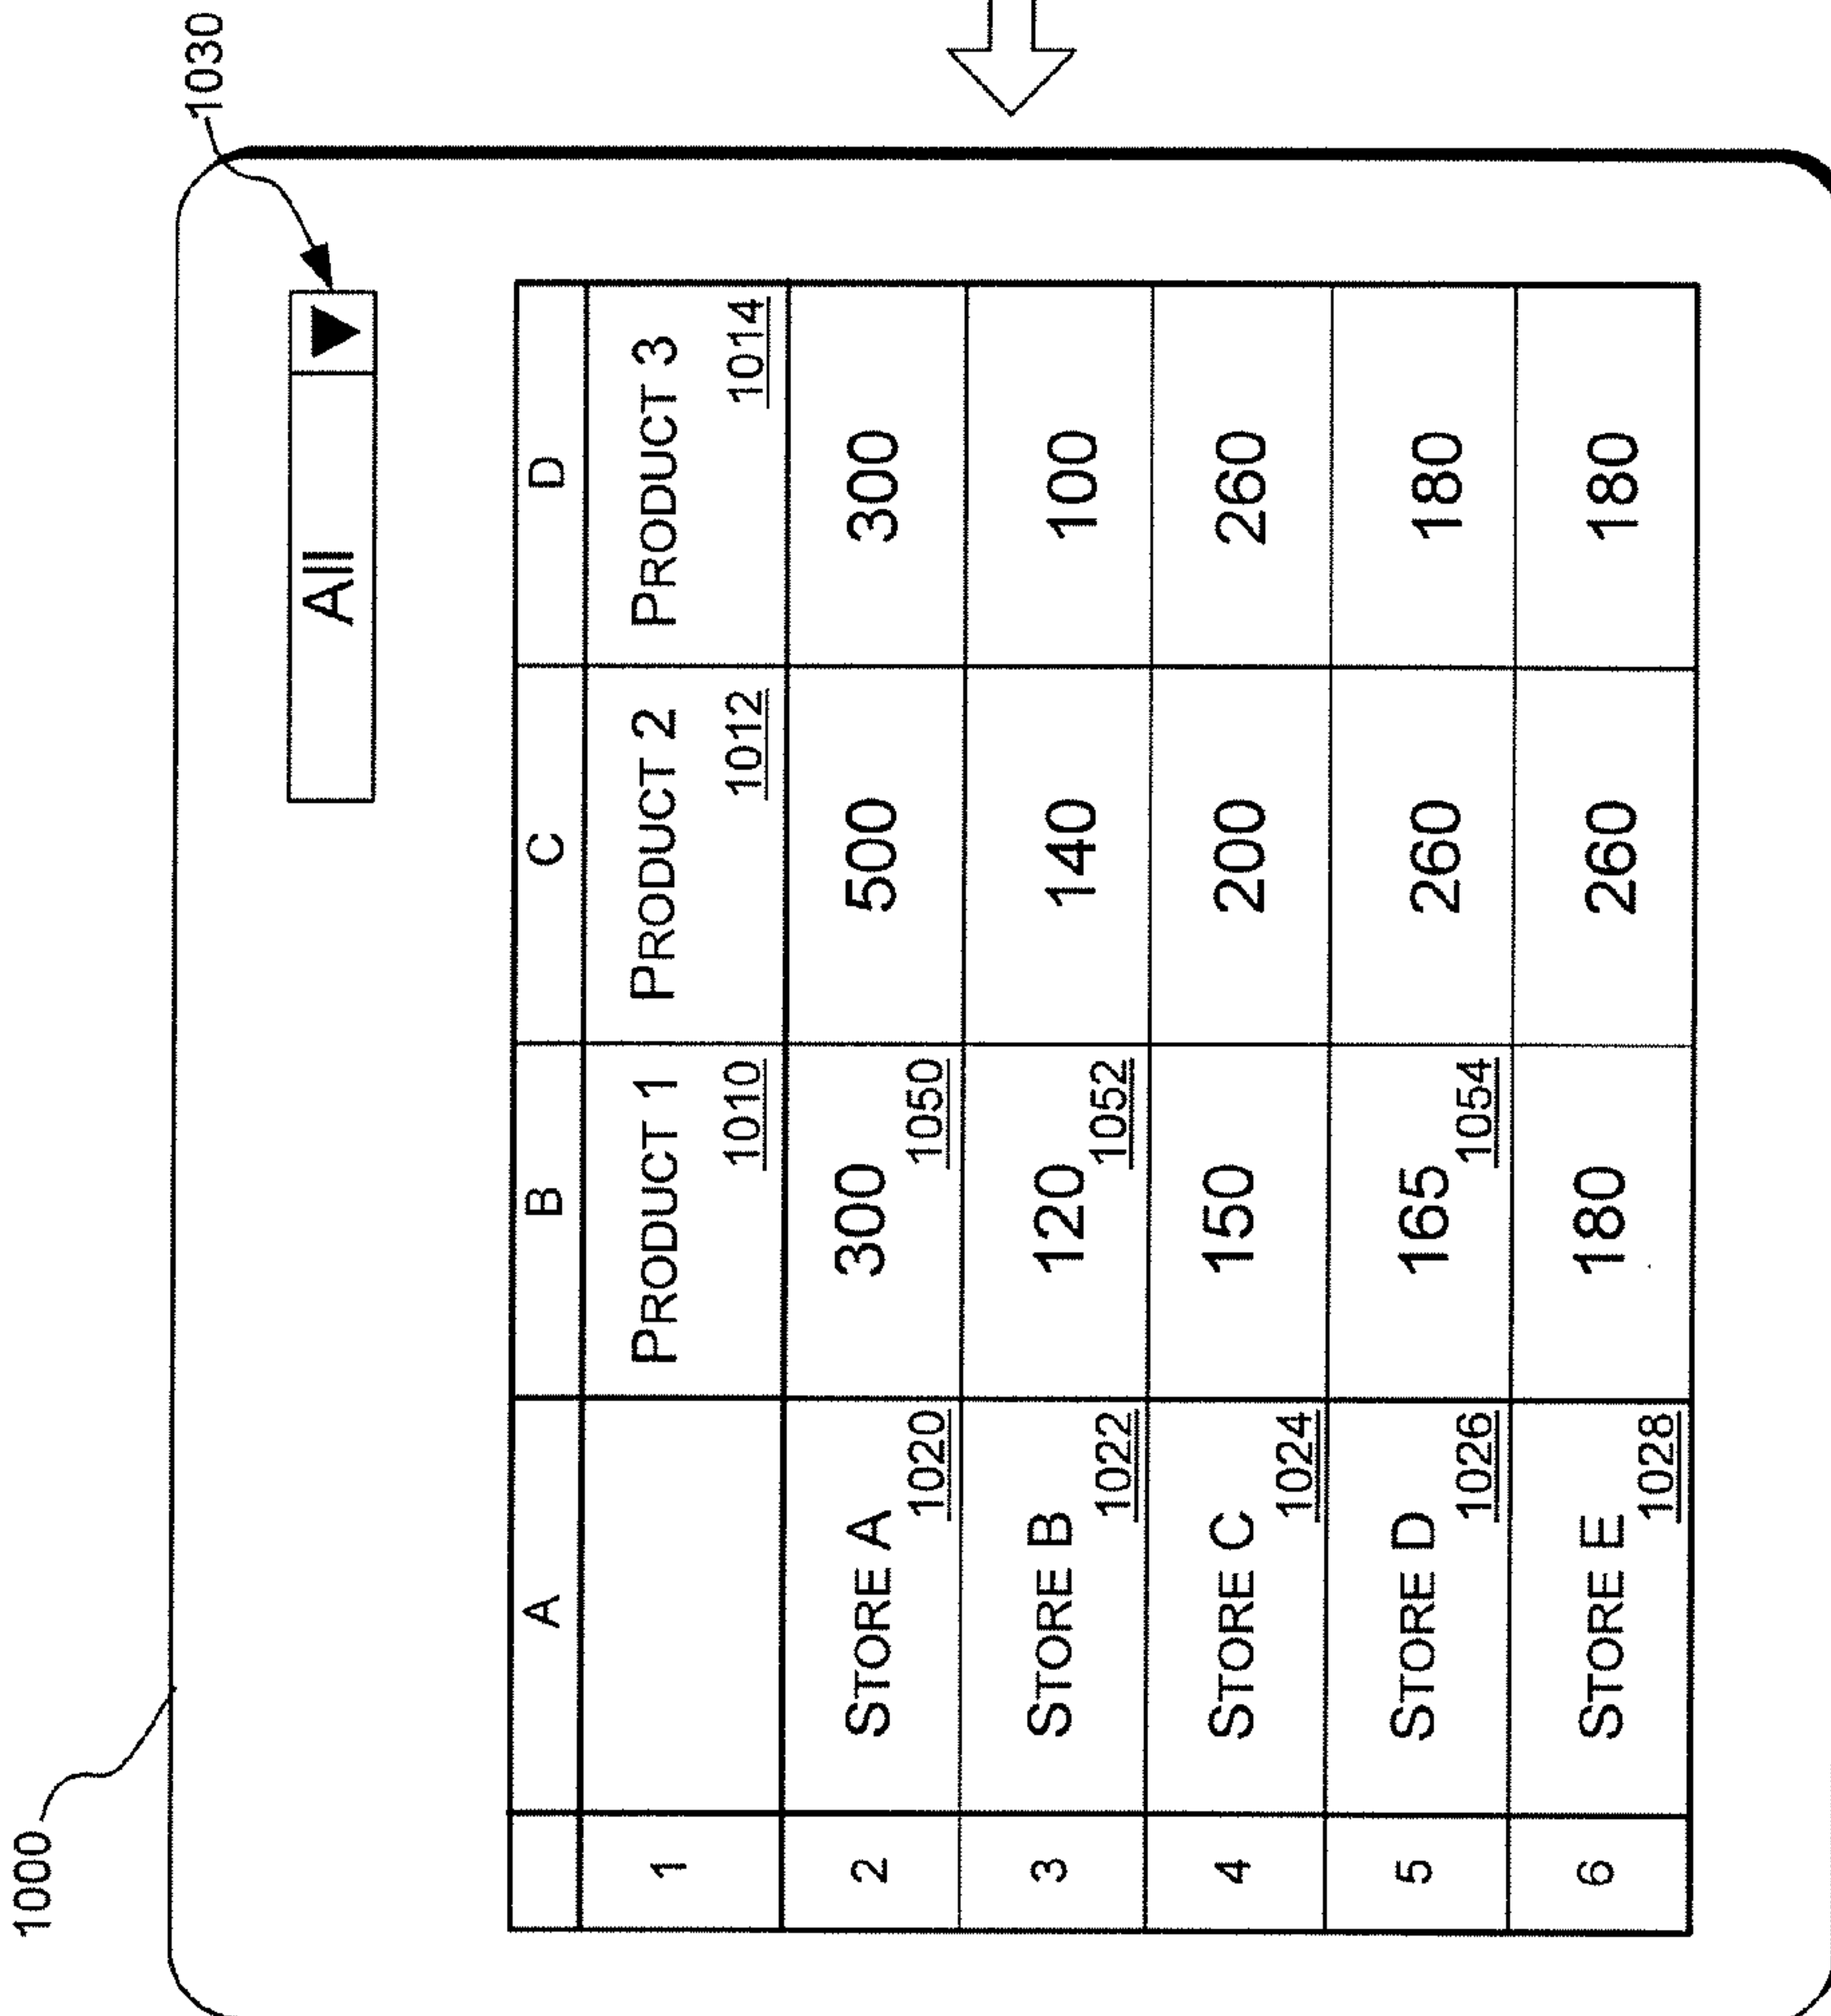 1000
1030
All
A B C D
1 PRODUCT 1 PRODUCT 2 PRODUCT 3
1010 1012 1014
2 STORE A 300 500 300
1020 1050
3 STORE B 120 140 100
1022 1052
4 STORE C 150 200 260
1024
5 STORE D 165 260 180
1026 1054
6 STORE E 180 260 180
1028